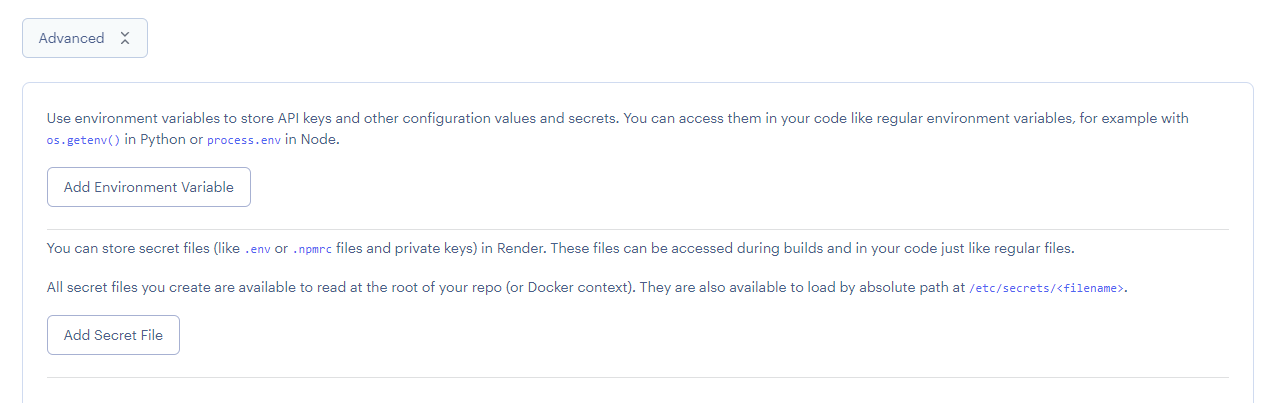 Advanced
Use environment variables to store API keys and other configuration values and secrets. You can access them in your code like regular environment variables, for example with
os.getenv() in Python or process.env in Node.
Add Environment Variable
You can store secret files (like .env or .npmrc files and private keys) in Render. These files can be accessed during builds and in your code just like regular files.
All secret files you create are available to read at the root of your repo (or Docker context). They are also available to load by absolute path at /etc/secrets/<filename>.
Add Secret File